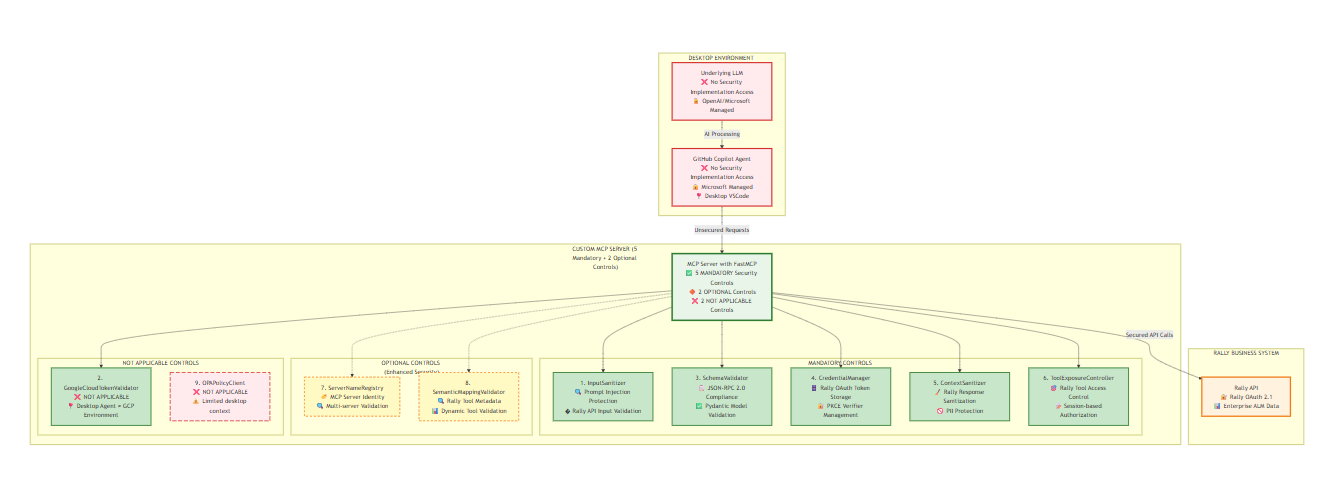 DESKTOP ENVIRONMENT
Underlying LLM
❌ No Security
Implementation Access
🔒 OpenAI/Microsoft
Managed
AI Processing
GitHub Copilot Agent
❌ No Security
Implementation Access
🔒 Microsoft Managed
📍 Desktop VSCode
Unsecured Requests
CUSTOM MCP SERVER (5
Mandatory + 2 Optional
Controls)
MCP Server with FastMCP
✅ 5 MANDATORY Security
Controls
🔶 2 OPTIONAL Controls
❌ 2 NOT APPLICABLE
Controls
Secured API Calls
NOT APPLICABLE CONTROLS
2.
GoogleCloudTokenValidator
❌ NOT APPLICABLE
📍 Desktop Agent ≠ GCP
Environment
9. OPAPolicyClient
❌ NOT APPLICABLE
⚠️ Limited desktop
context
OPTIONAL CONTROLS
(Enhanced Security)
7. ServerNameRegistry
🏷️ MCP Server Identity
🔍 Multi-server Validation
8.
SemanticMappingValidator
🔍 Rally Tool Metadata
📊 Dynamic Tool Validation
MANDATORY CONTROLS
1. InputSanitizer
🔍 Prompt Injection
Protection
� Rally API Input Validation
3. SchemaValidator
JSON-RPC 2.0
Compliance
✅ Pydantic Model
Validation
4. CredentialManager
Rally OAuth Token
Storage
🔐 PKCE Verifier
Management
5. ContextSanitizer
Rally Response
Sanitization
🚫 PII Protection
6. ToolExposureController
🎯 Rally Tool Access
Control
Session-based
Authorization
RALLY BUSINESS SYSTEM
Rally API
🔐 Rally OAuth 2.1
📊 Enterprise ALM Data